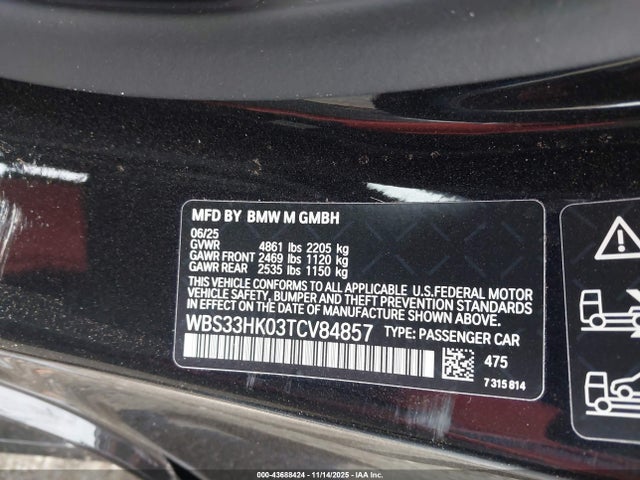 MFD BY BMW M GMBH
06/25
GVWR 4861 lbs 2205 kg
GAWR FRONT 2469 lbs 1120 kg
GAWR REAR 2535 lbs 1150 kg
THIS VEHICLE CONFORMS TO ALL APPLICABLE U.S.FEDERAL MOTOR
VEHICLE SAFETY, BUMPER AND THEFT PREVENTION STANDARDS
IN EFFECT ON THE DATE OF MANUFACTURE SHOWN ABOVE.
WBS33HK03TCV84857 TYPE: PASSENGER CAR
475
7 315 814
000-43688424 - 11/14/2025 - IAA Inc.